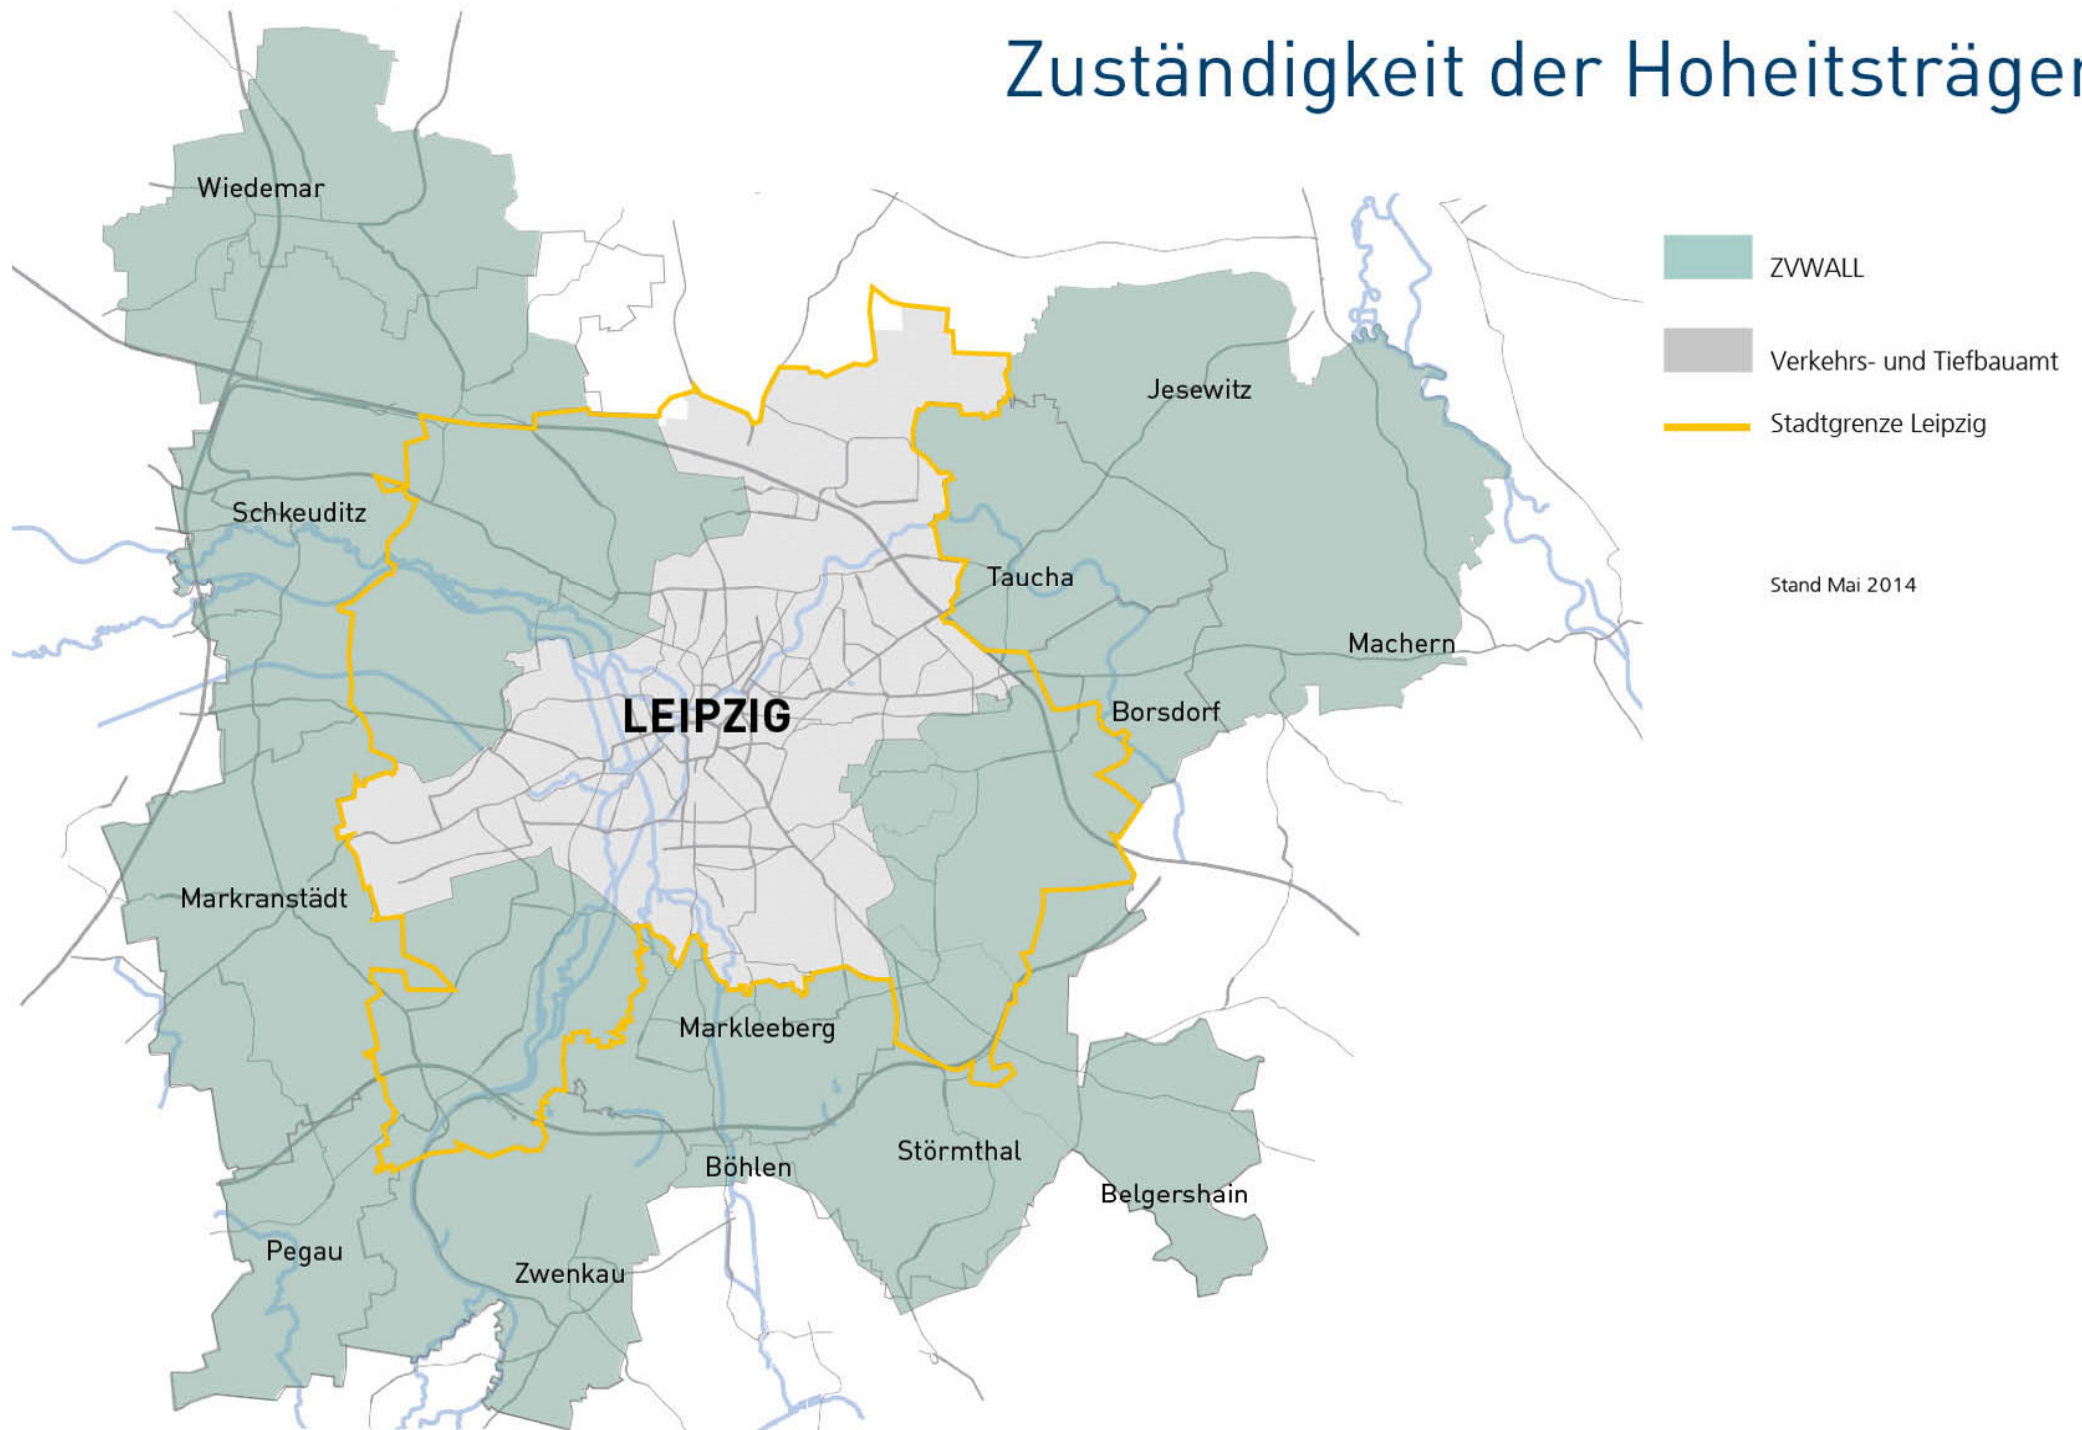 Zuständigkeit der Hoheitsträger
Wiedemar
ZVWALL
Verkehrs- und Tiefbauamt
Jesewitz
Stadtgrenze Leipzig
Schkeuditz
Taucha
Stand Mai 2014
Machern
LEIPZIG
Borsdorf
Markranstädt
Markleeberg
Störmthal
Böhlen
Belgershain
Pegau
Zwenkau